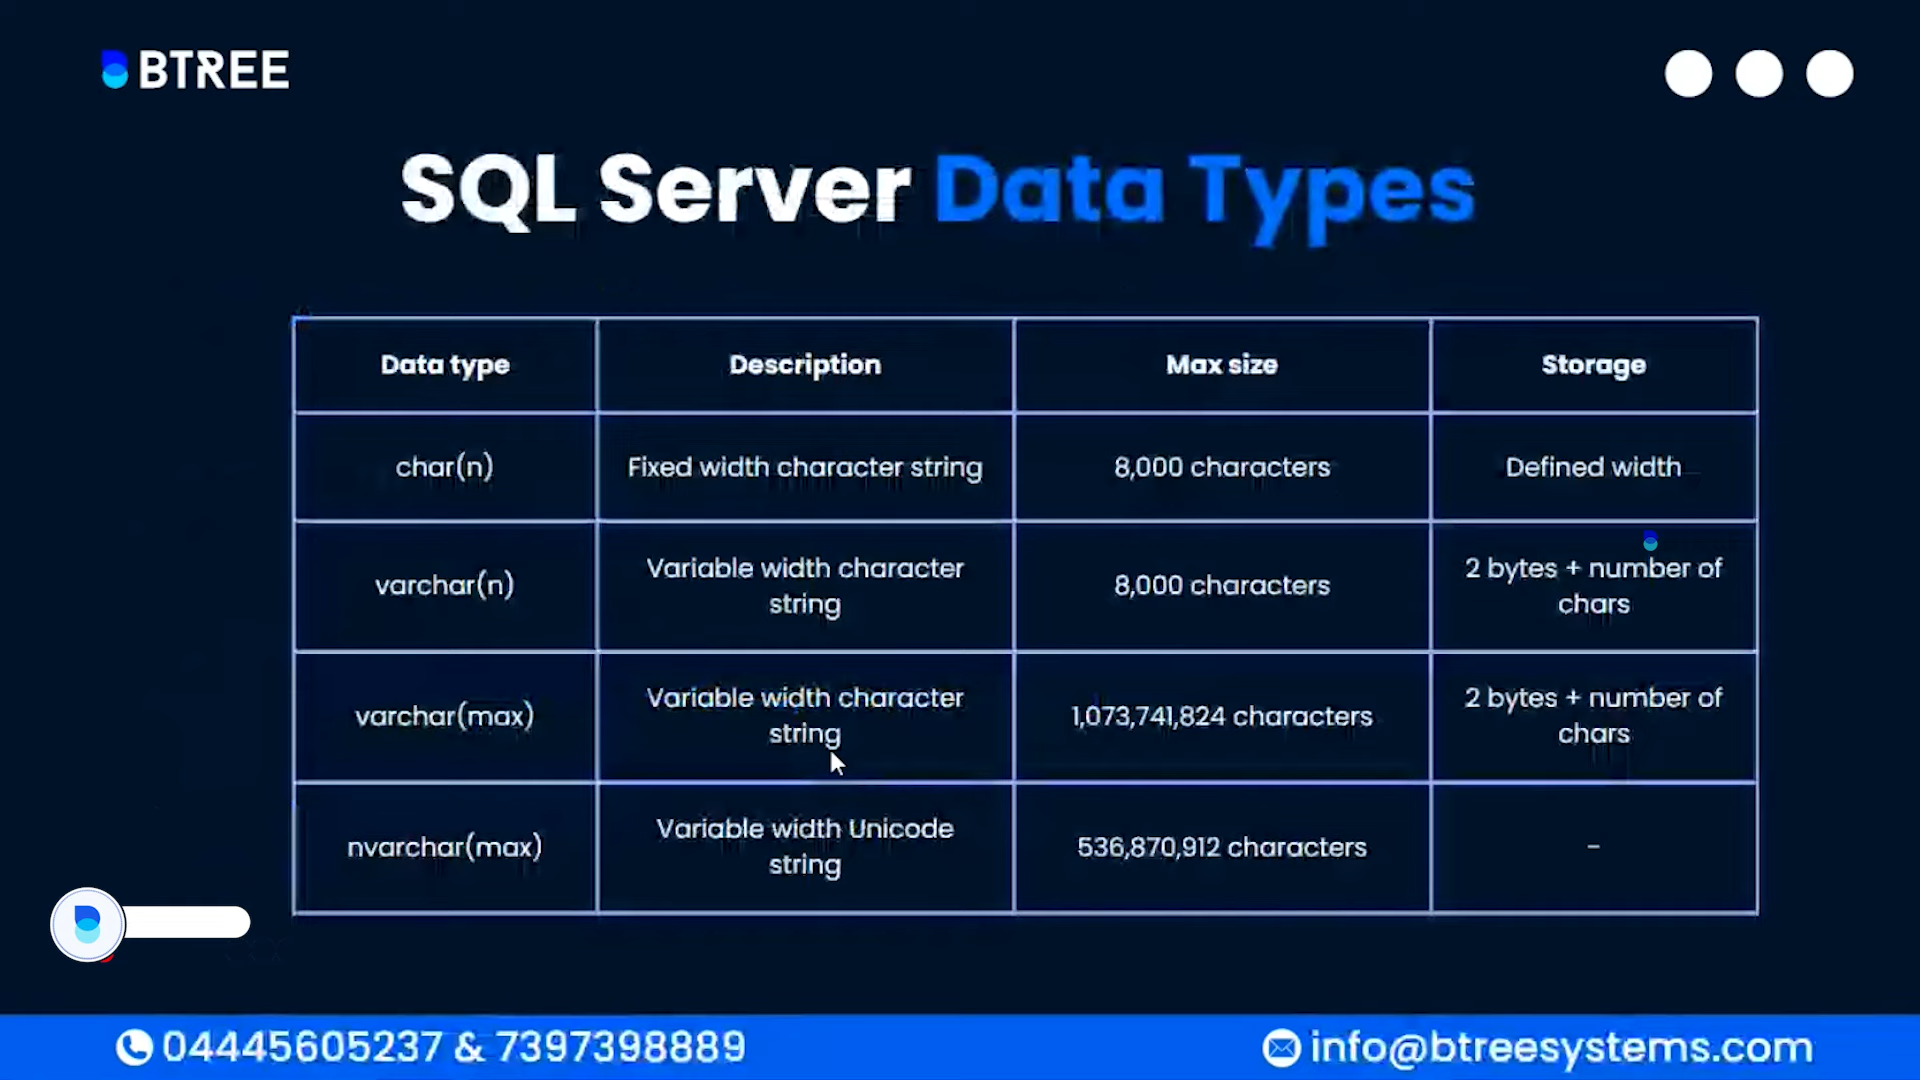 BTREE
SQL Server Data Types
Data type Description Max size Storage
char(n) Fixed width character string 8,000 characters Defined width
varchar(n) Variable width character string 8,000 characters 2 bytes + number of chars
varchar(max) Variable width character string 1,073,741,824 characters 2 bytes + number of chars
nvarchar(max) Variable width Unicode string 536,870,912 characters -
04445605237 & 7397398889 info@btreesystems.com